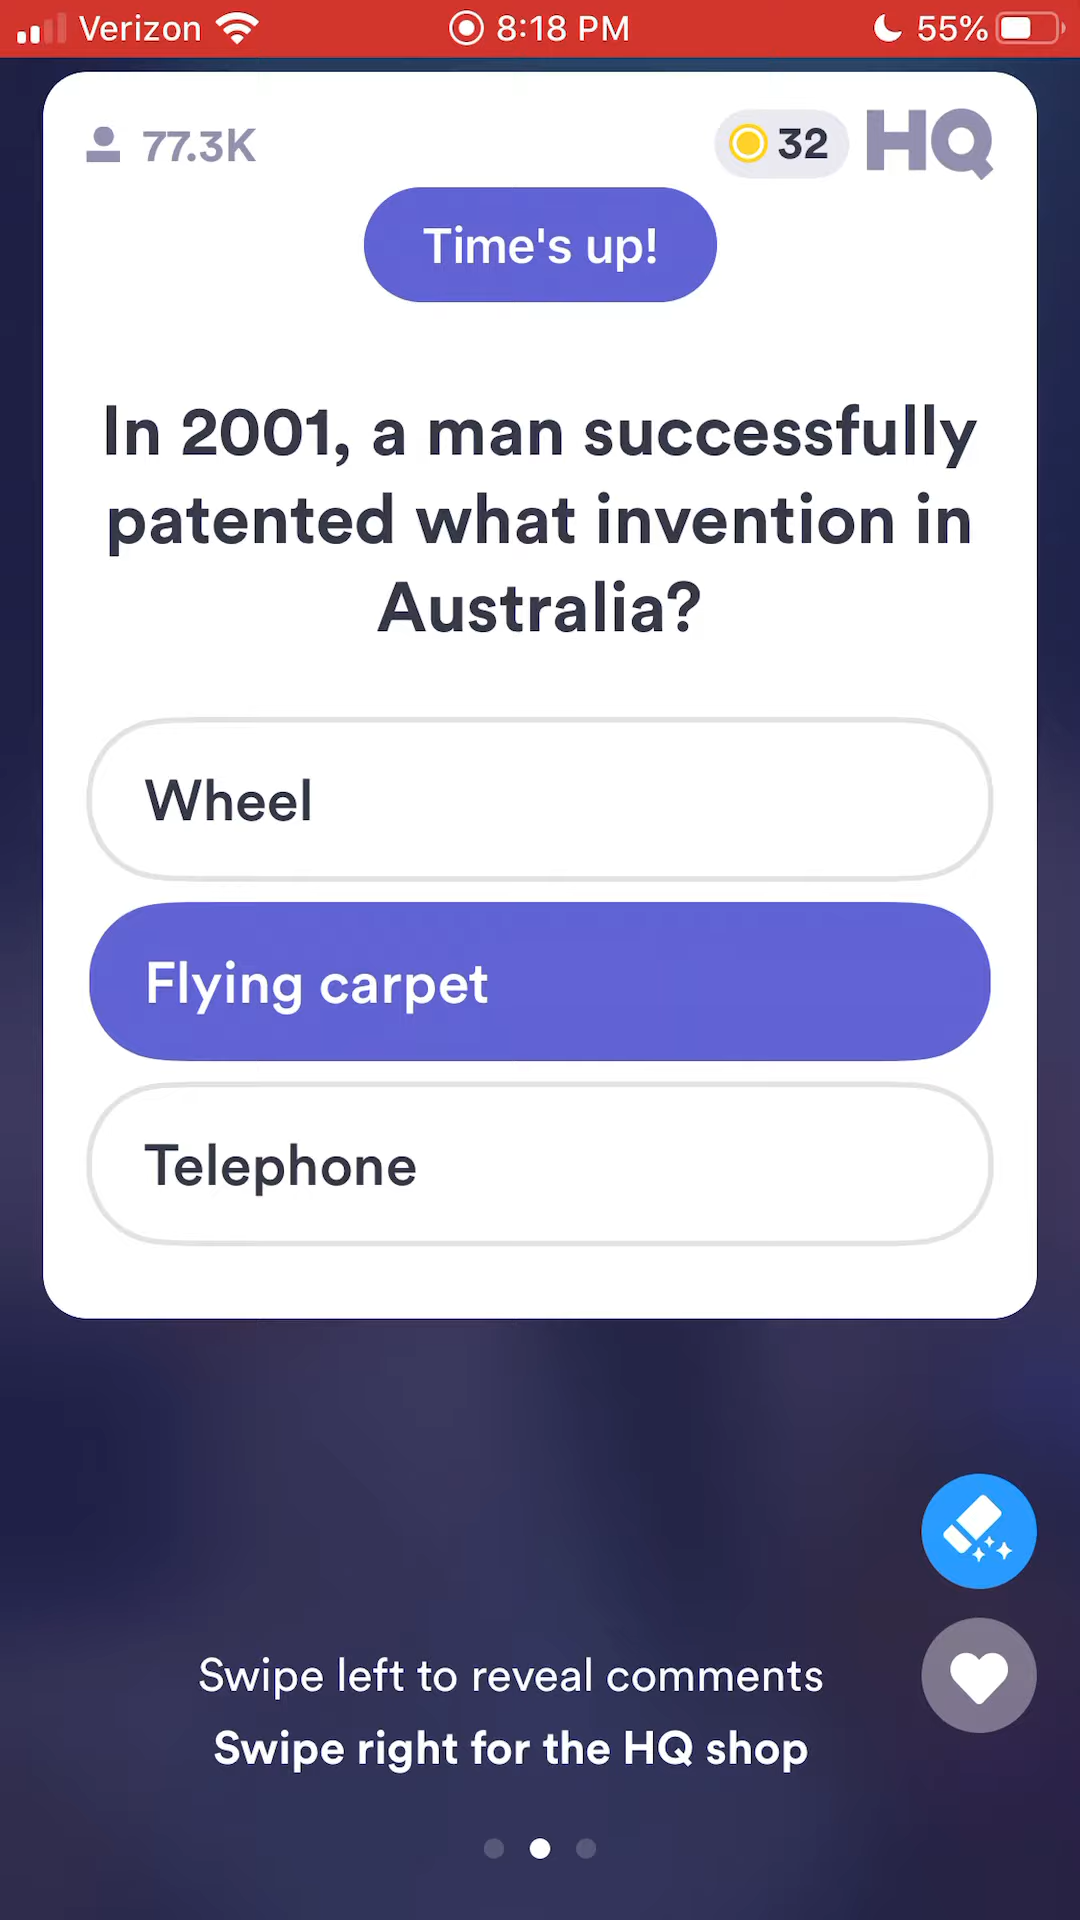 Verizon 8:18 PM 55%
77.3K 32 HQ
Time's up!
In 2001, a man successfully
patented what invention in
Australia?
Wheel
Flying carpet
Telephone
Swipe left to reveal comments
Swipe right for the HQ shop